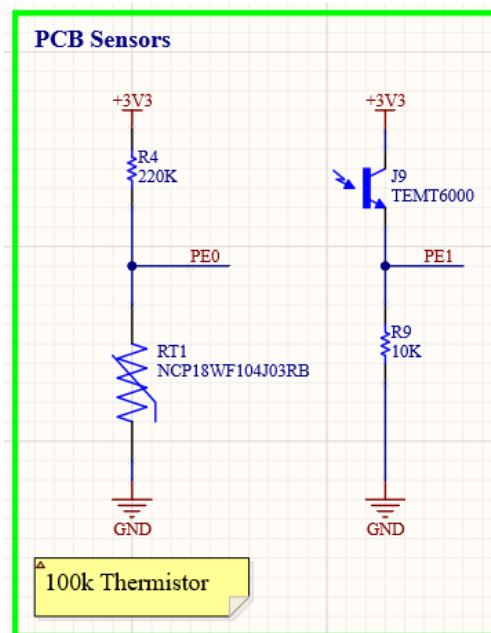 PCB Sensors
+3V3
R4
220K
PE0
RT1
NCP18WF104J03RB
GND
+3V3
J9
TEMT6000
PE1
R9
10K
GND
100k Thermistor